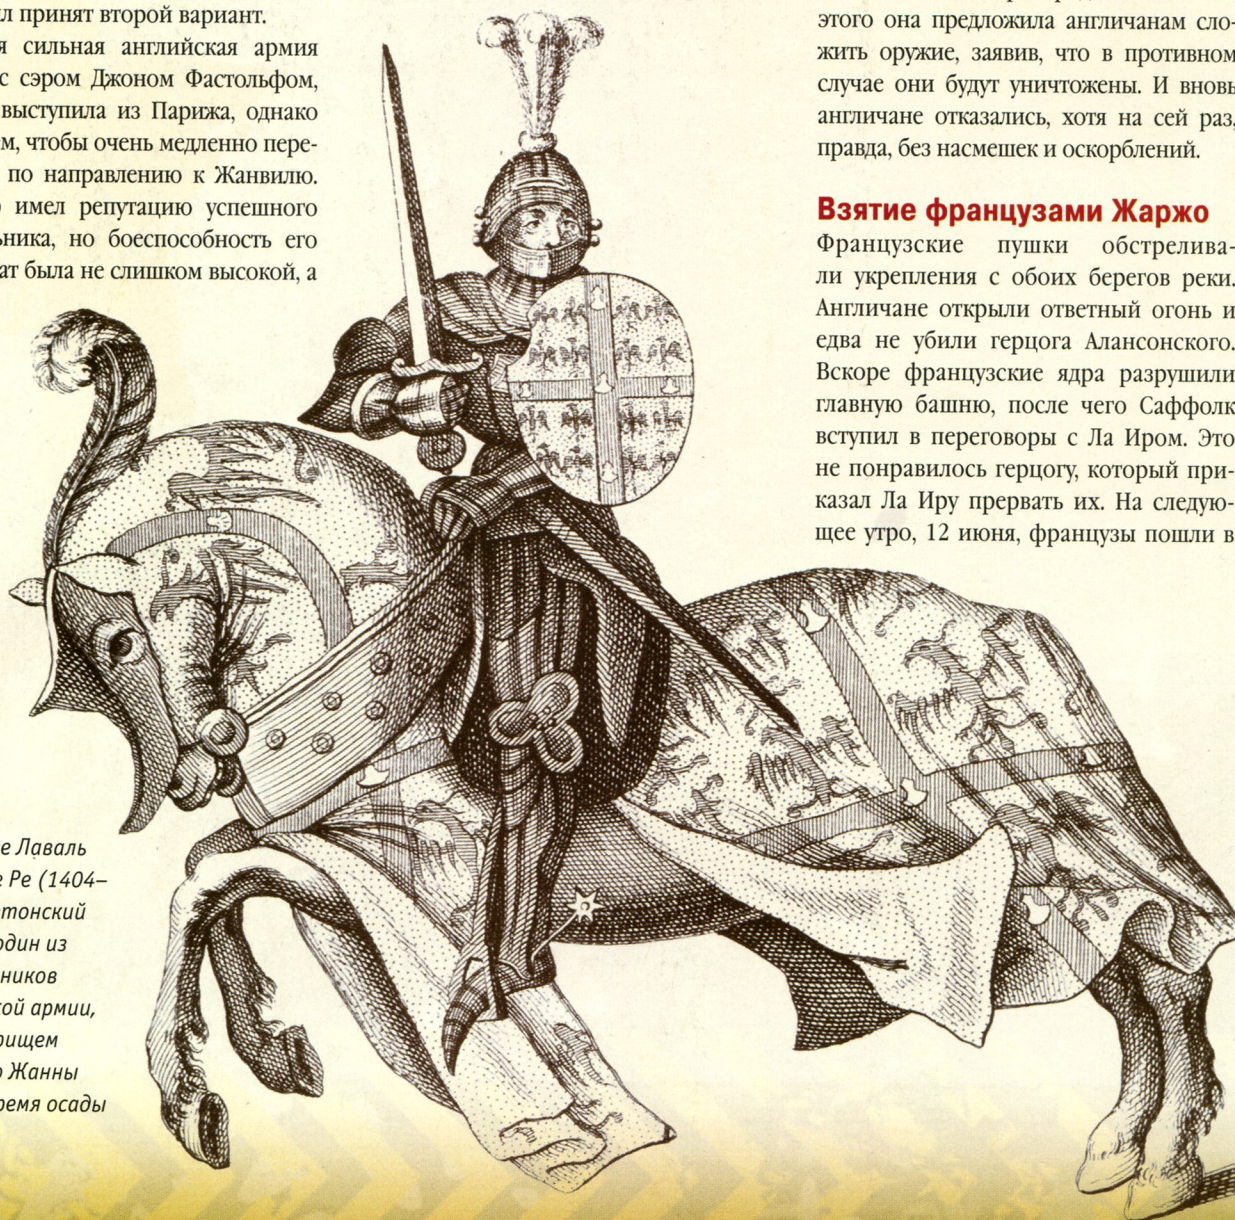 л принят второй вариант.
я сильная английская армия
с сэром Джоном Фастольфом,
выступила из Парижа, однако
м, чтобы очень медленно пере-
по направлению к Жанвилю.
о имел репутацию успешного
ьника, но боеспособность его
ат была не слишком высокой, а
е Лаваль
е Ре (1404–
тонский
один из
ников
кой армии,
рищем
о Жанны
ремя осады
этого она предложила англичанам сло-
жить оружие, заявив, что в противном
случае они будут уничтожены. И вновь
англичане отказались, хотя на сей раз,
правда, без насмешек и оскорблений.
Взятие французами Жаржо
Французские пушки обстрелива-
ли укрепления с обоих берегов реки.
Англичане открыли ответный огонь и
едва не убили герцога Алансонского.
Вскоре французские ядра разрушили
главную башню, после чего Саффолк
вступил в переговоры с Ла Иром. Это
не понравилось герцогу, который при-
казал Ла Иру прервать их. На следую-
щее утро, 12 июня, французы пошли в